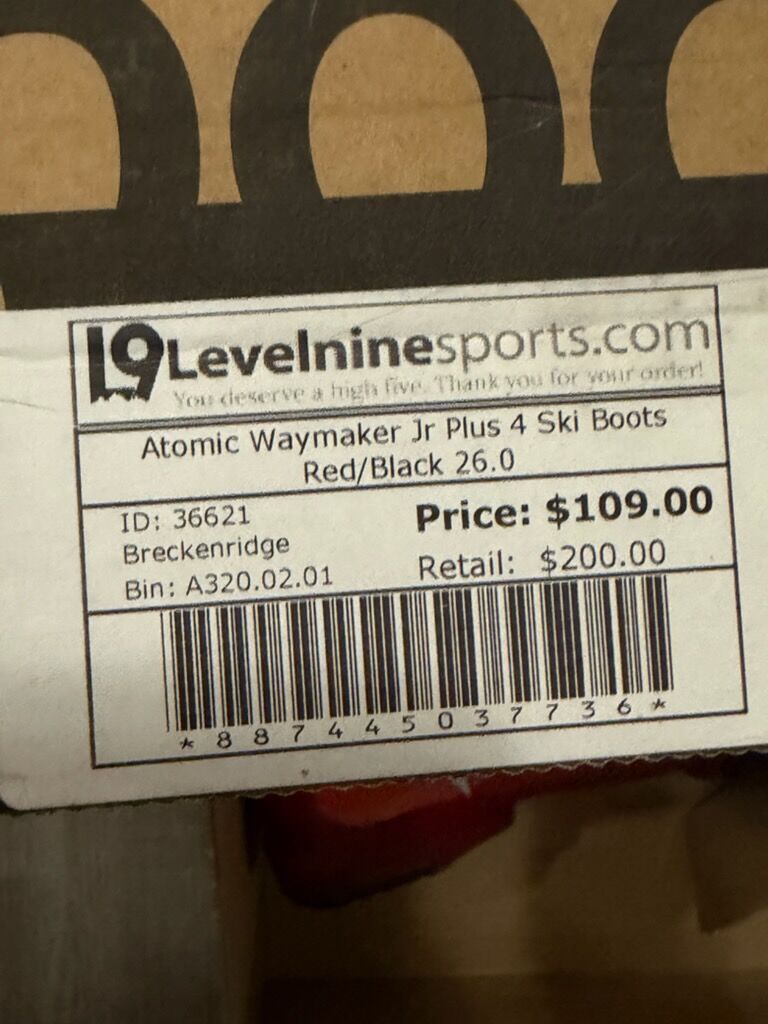 L9 Levelninesports.com
You deserve a high five. Thank you for your order!
Atomic Waymaker Jr Plus 4 Ski Boots
Red/Black 26.0
ID: 36621
Breckenridge
Bin: A320.02.01
Price: $109.00
Retail: $200.00
*887445037736*